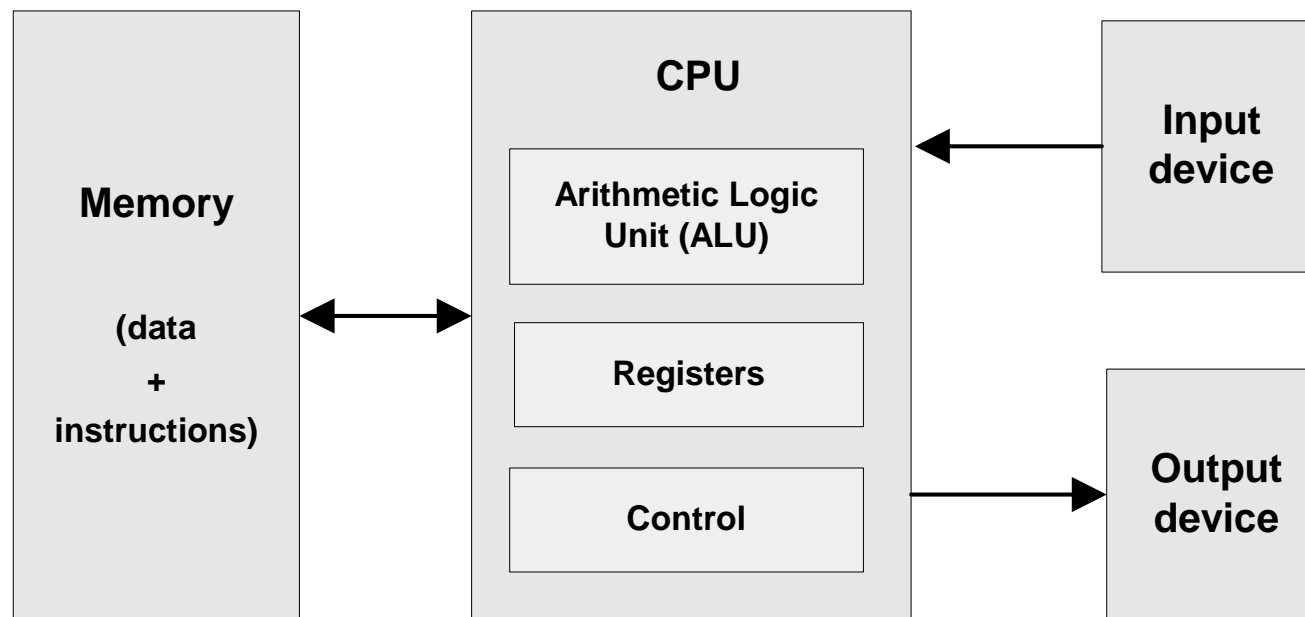 Memory
(data
+
instructions)
CPU
Arithmetic Logic
Unit (ALU)
Registers
Control
Input
device
Output
device